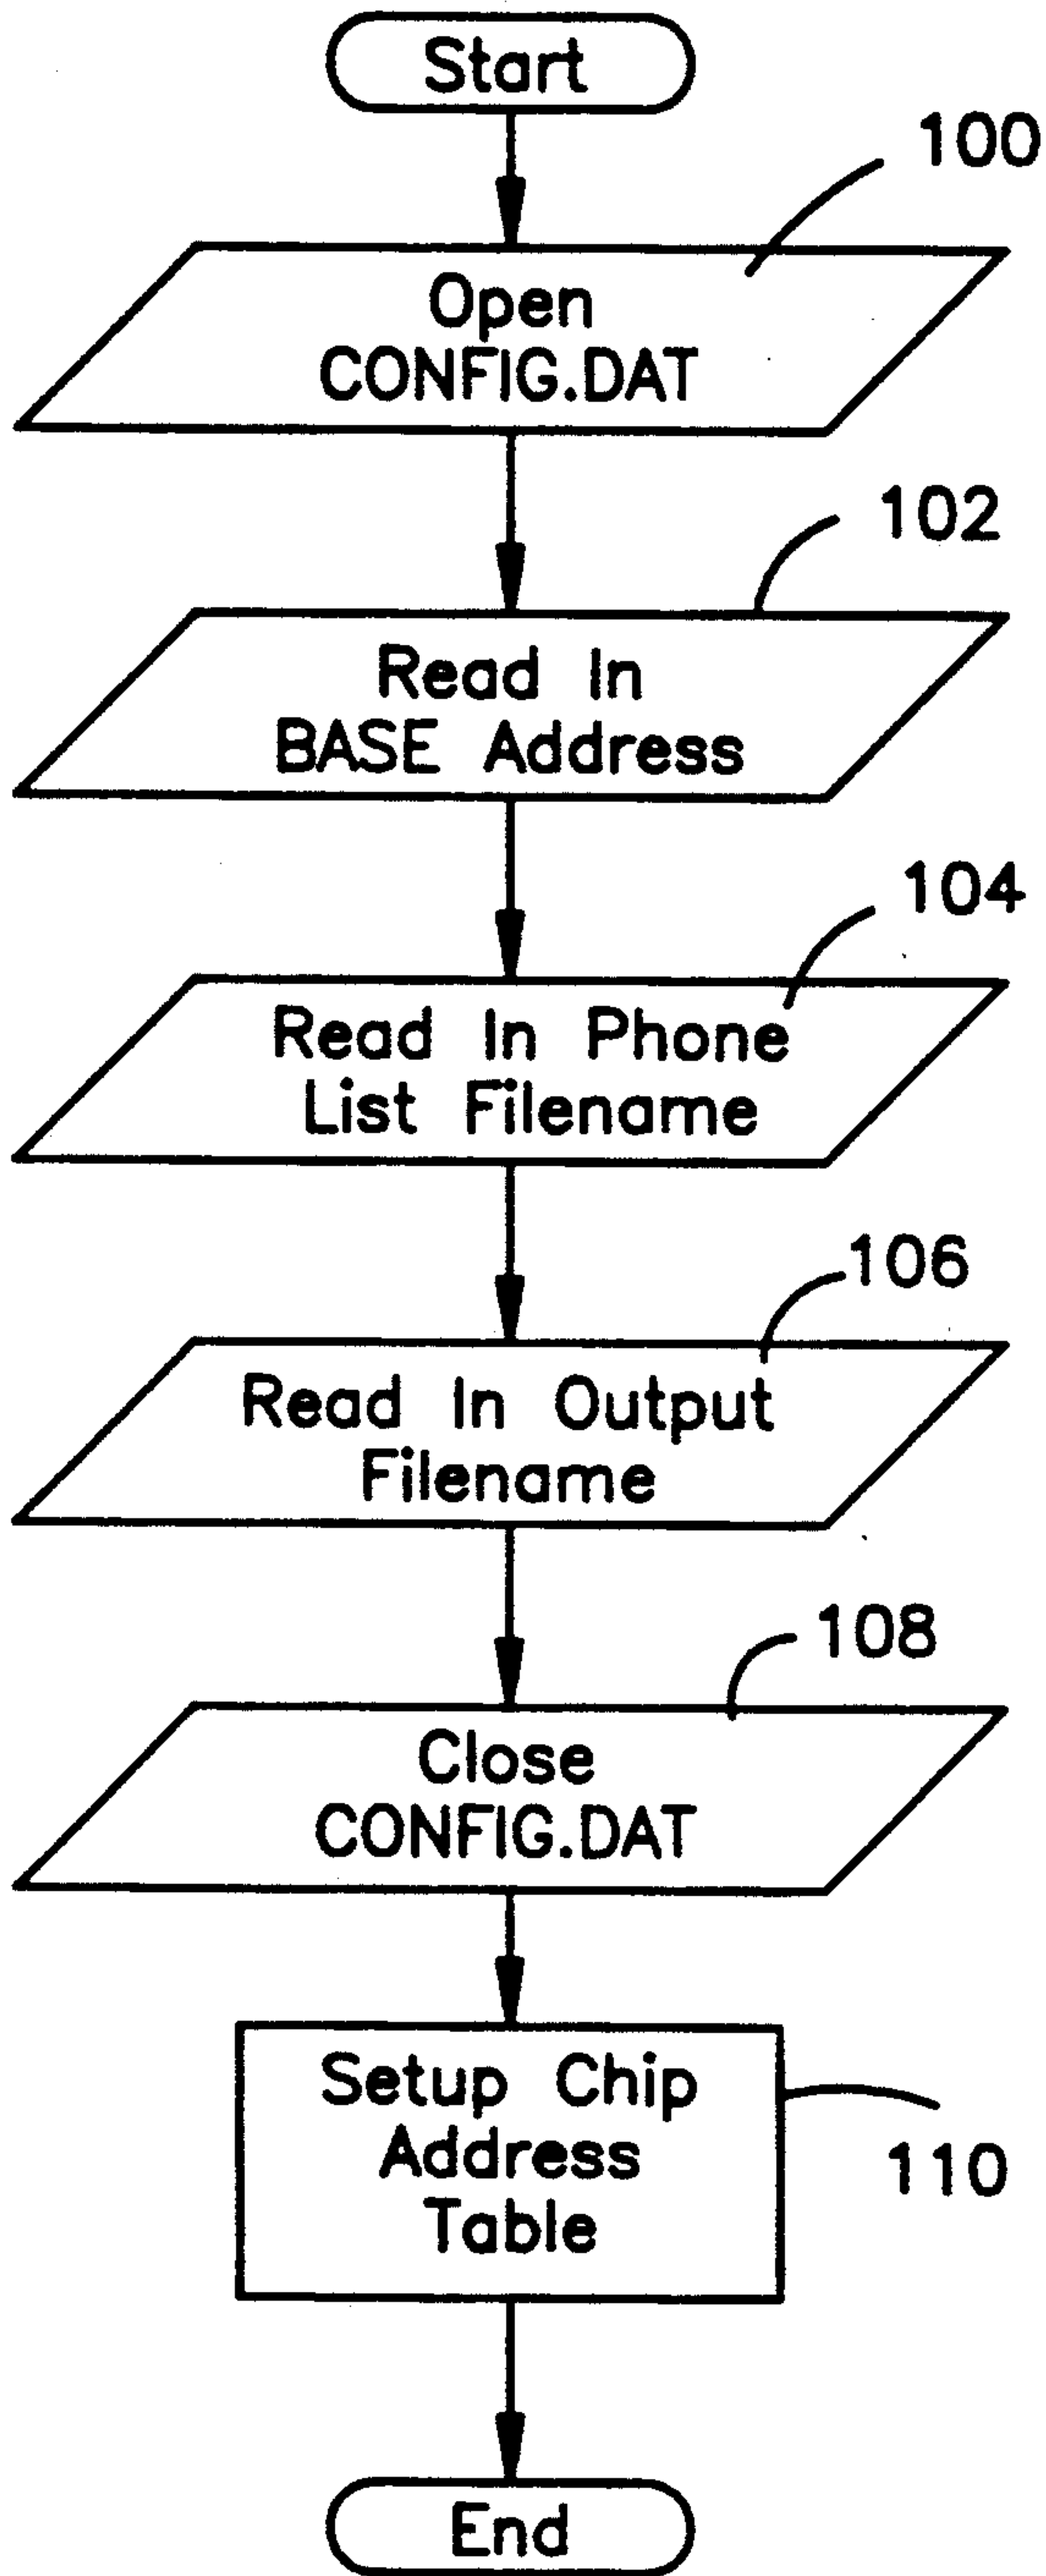 Start
100
Open
CONFIG.DAT
102
Read In
BASE Address
104
Read In Phone
List Filename
106
Read In Output
Filename
108
Close
CONFIG.DAT
Setup Chip
Address
Table
110
End